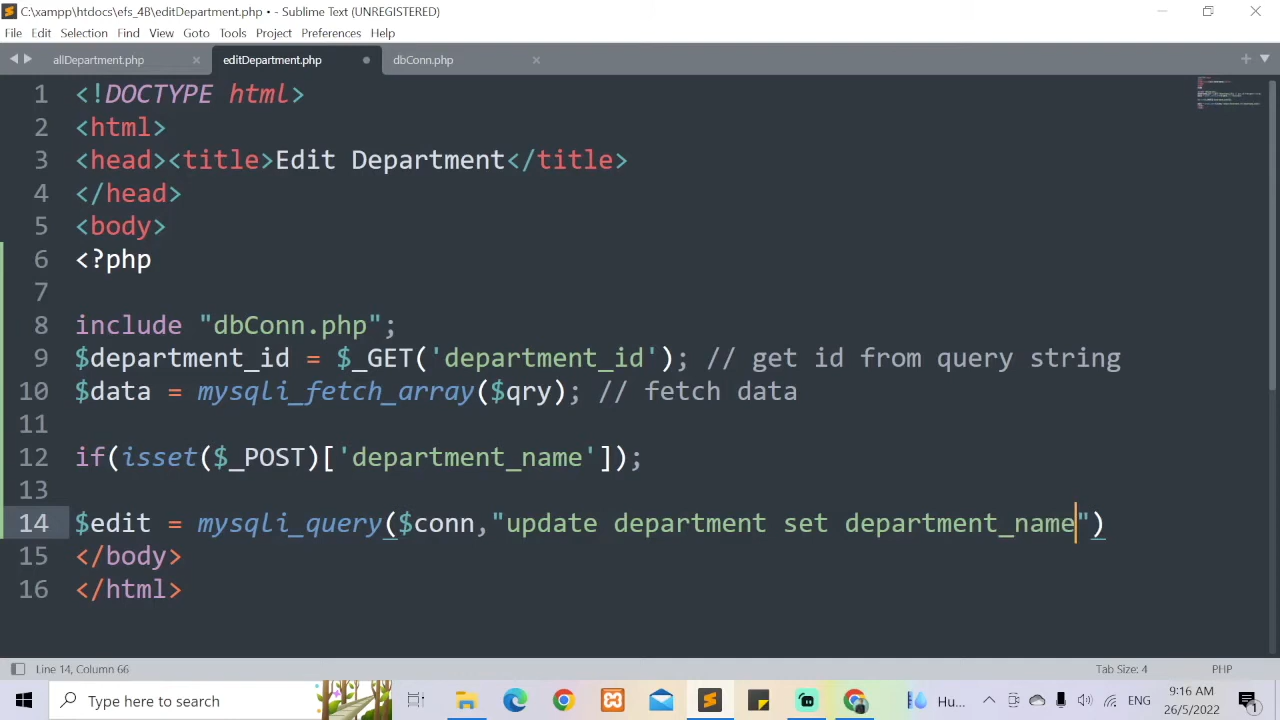 C:\xampp\htdocs\efs_4B\editDepartment.php • - Sublime Text (UNREGISTERED)
File Edit Selection Find View Goto Tools Project Preferences Help
allDepartment.php editDepartment.php dbConn.php
1 <!DOCTYPE html>
2 <html>
3 <head><title>Edit Department</title>
4 </head>
5 <body>
6 <?php
7
8 include "dbConn.php";
9 $department_id = $_GET('department_id'); // get id from query string
10 $data = mysqli_fetch_array($qry); // fetch data
11
12 if(isset($_POST)['department_name']);
13
14 $edit = mysqli_query($conn,"update department set department_name")
15 </body>
16 </html>
Line 14, Column 66 Tab Size: 4 PHP
Type here to search Hu... ENG 9:16 AM
26/5/2022 1